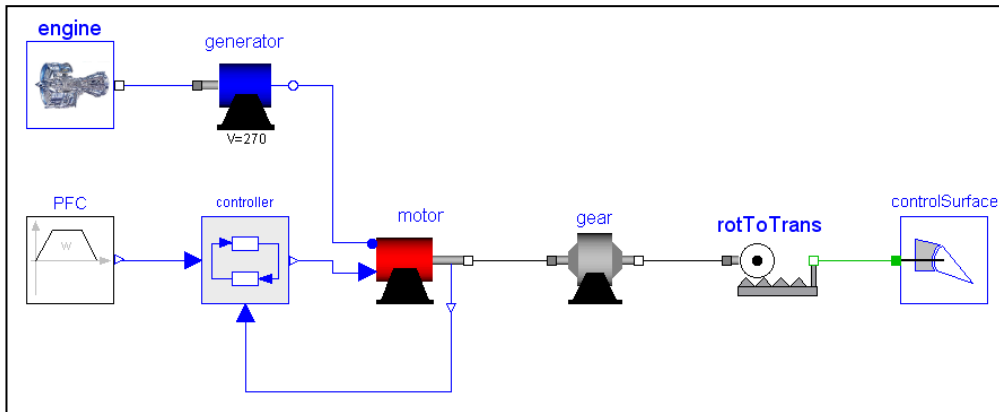 engine
generator
V=270
PFC
w
controller
motor
gear
rotToTrans
controlSurface